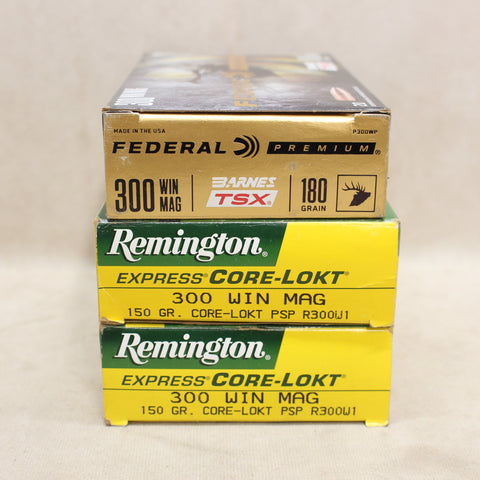 300 WIN
MADE IN THE USA
P300WP
FEDERAL PREMIUM
300 WIN MAG
BARNES TSX
180 GRAIN
Remington
EXPRESS CORE-LOKT
300 WIN MAG
150 GR. CORE-LOKT PSP R300W1
Remington
EXPRESS CORE-LOKT
300 WIN MAG
150 GR. CORE-LOKT PSP R300W1